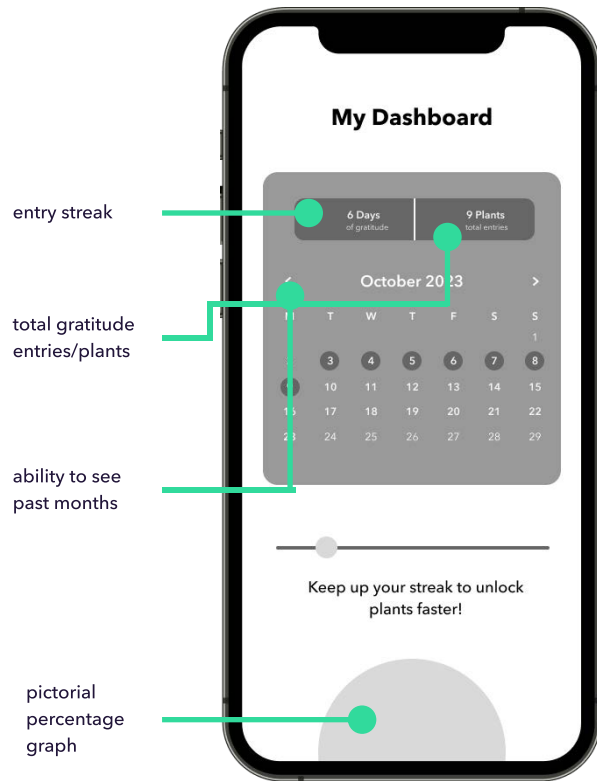 My Dashboard
entry streak
6 Days
of gratitude
9 Plants
total entries
October 2023
total gratitude
entries/plants
M T W T F S S
1
3 4 5 6 7 8
9 10 11 12 13 14 15
16 17 18 19 20 21 22
23 24 25 26 27 28 29
ability to see
past months
Keep up your streak to unlock
plants faster!
pictorial
percentage
graph